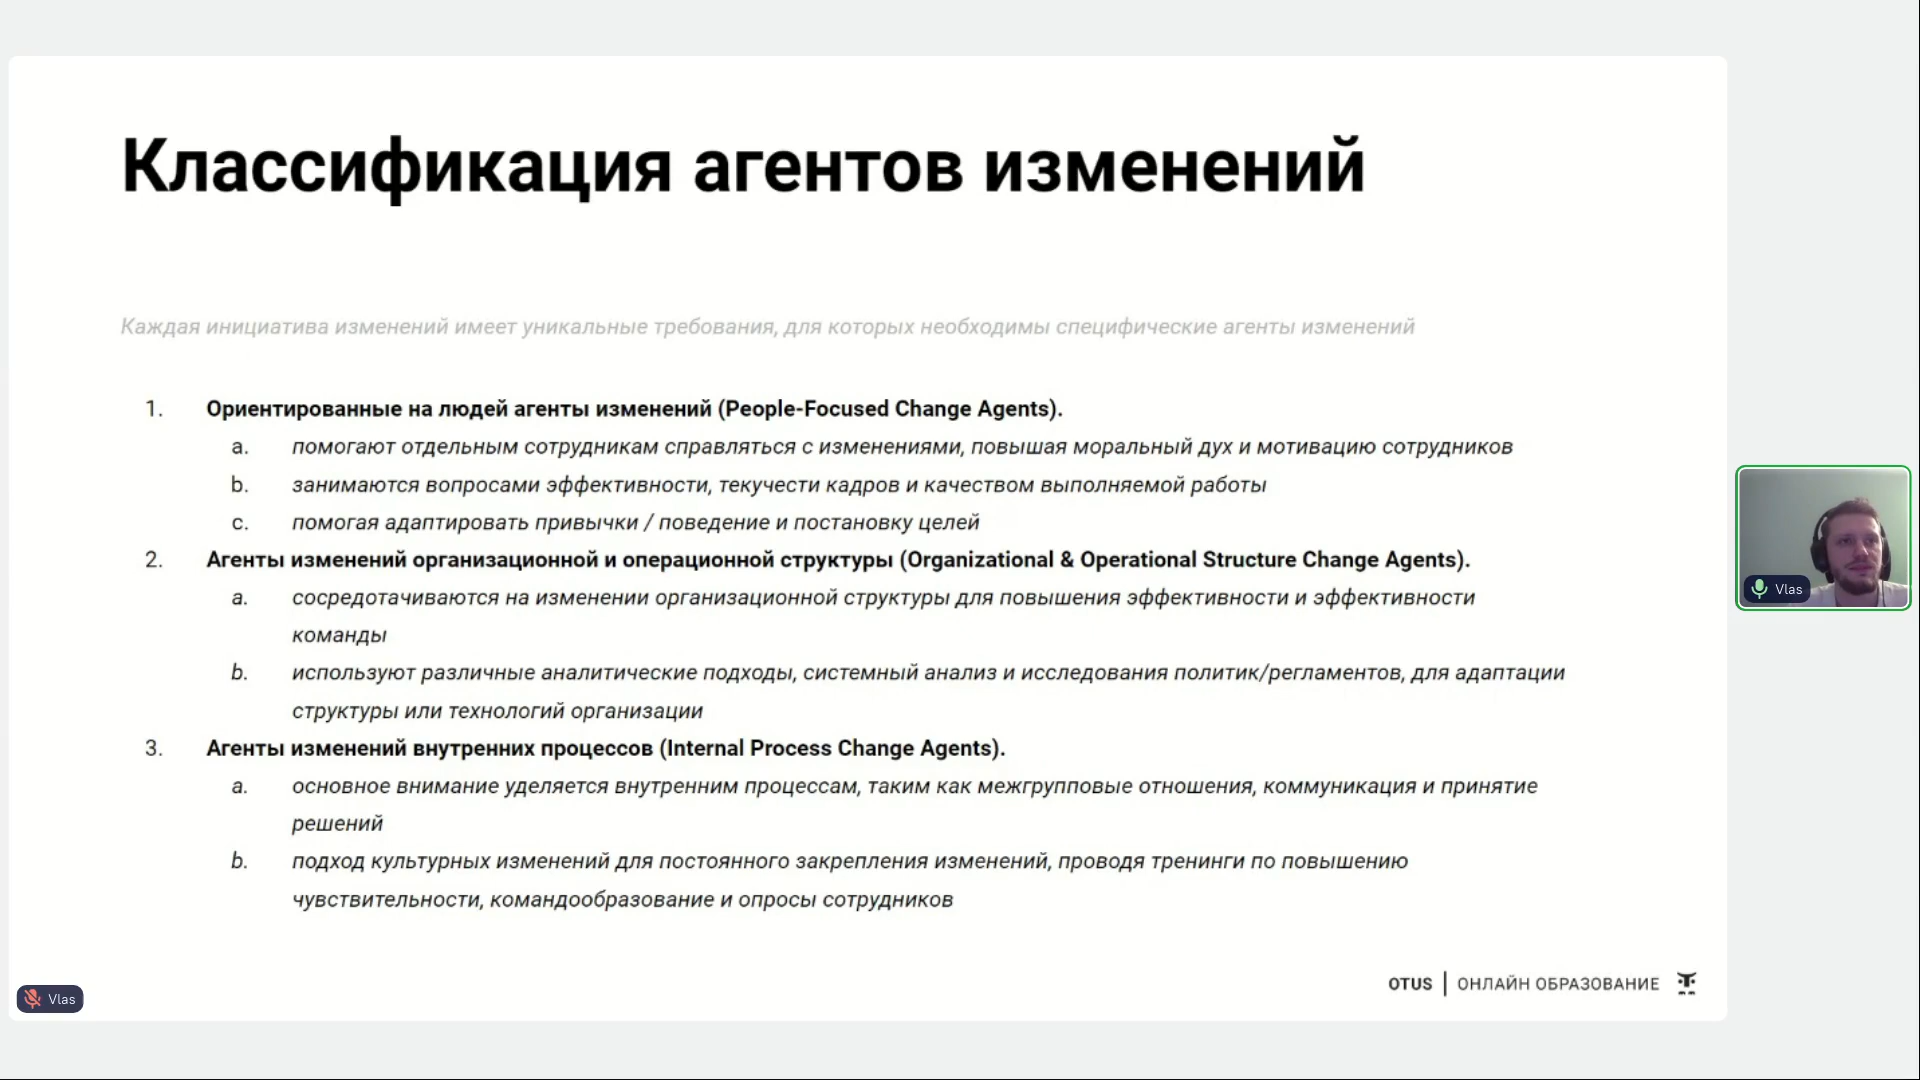 Классификация агентов изменений
Каждая инициатива изменений имеет уникальные требования, для которых необходимы специфические агенты изменений
1. Ориентированные на людей агенты изменений (People-Focused Change Agents).
a. помогают отдельным сотрудникам справляться с изменениями, повышая моральный дух и мотивацию сотрудников
b. занимаются вопросами эффективности, текучести кадров и качеством выполняемой работы
c. помогая адаптировать привычки / поведение и постановку целей
2. Агенты изменений организационной и операционной структуры (Organizational & Operational Structure Change Agents).
a. сосредотачиваются на изменении организационной структуры для повышения эффективности и эффективности
команды
b. используют различные аналитические подходы, системный анализ и исследования политик/регламентов, для адаптации
структуры или технологий организации
3. Агенты изменений внутренних процессов (Internal Process Change Agents).
a. основное внимание уделяется внутренним процессам, таким как межгрупповые отношения, коммуникация и принятие
решений
b. подход культурных изменений для постоянного закрепления изменений, проводя тренинги по повышению
чувствительности, командообразование и опросы сотрудников
OTUS | ОНЛАЙН ОБРАЗОВАНИЕ
Vlas
Vlas